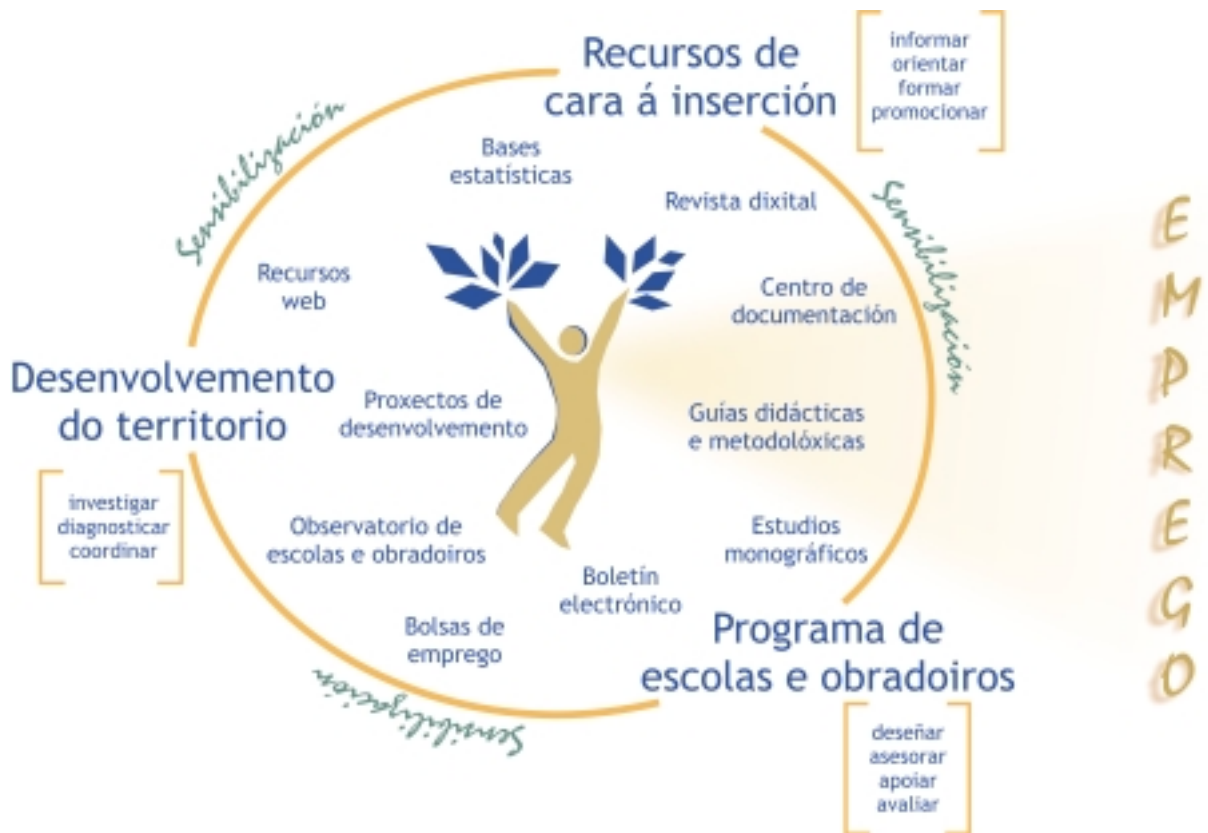 Recursos de
cara á inserción
informar
orientar
formar
promocionar
Sensibilización
Sensibilización
Bases
estatísticas
Revista dixital
Recursos
web
Centro de
documentación
Desenvolvemento
do territorio
Proxectos de
desenvolvemento
Guías didácticas
e metodolóxicas
investigar
diagnosticar
coordinar
Observatorio de
escolas e obradoiros
Estudios
monográficos
Boletín
electrónico
Bolsas de
emprego
Sensibilización
Programa de
escolas e obradoiros
deseñar
asesorar
apoiar
avaliar
EMPREGO